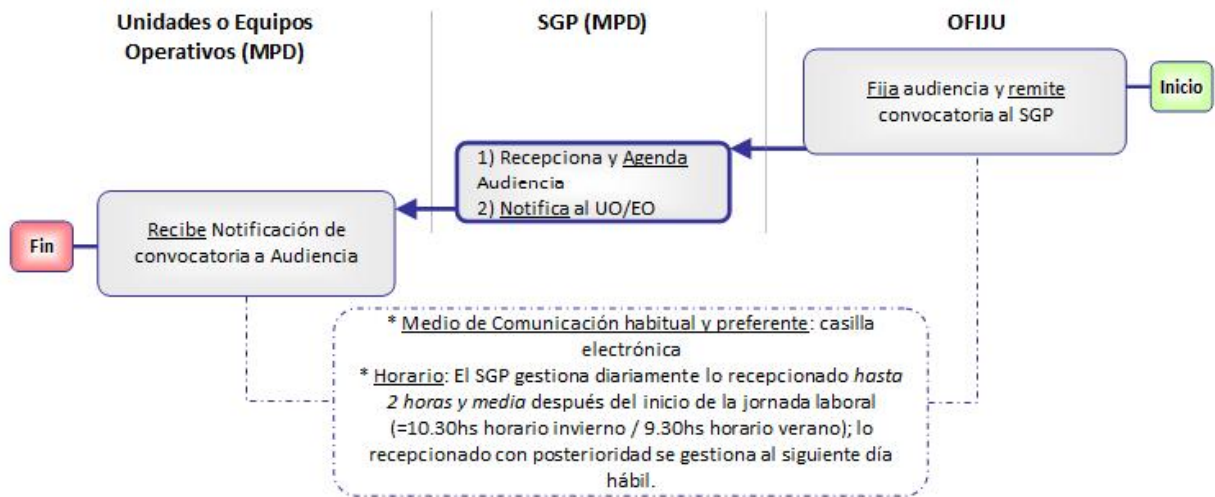 Unidades o Equipos
Operativos (MPD)
SGP (MPD)
OFIJU
Fija audiencia y remite
convocatoria al SGP
Inicio
1) Recepciona y Agenda
Audiencia
2) Notifica al UO/EO
Recibe Notificación de
convocatoria a Audiencia
Fin
* Medio de Comunicación habitual y preferente: casilla
electrónica
* Horario: El SGP gestiona diariamente lo recepcionado hasta
2 horas y media después del inicio de la jornada laboral
(=10.30hs horario invierno / 9.30hs horario verano); lo
recepcionado con posterioridad se gestiona al siguiente día
hábil.